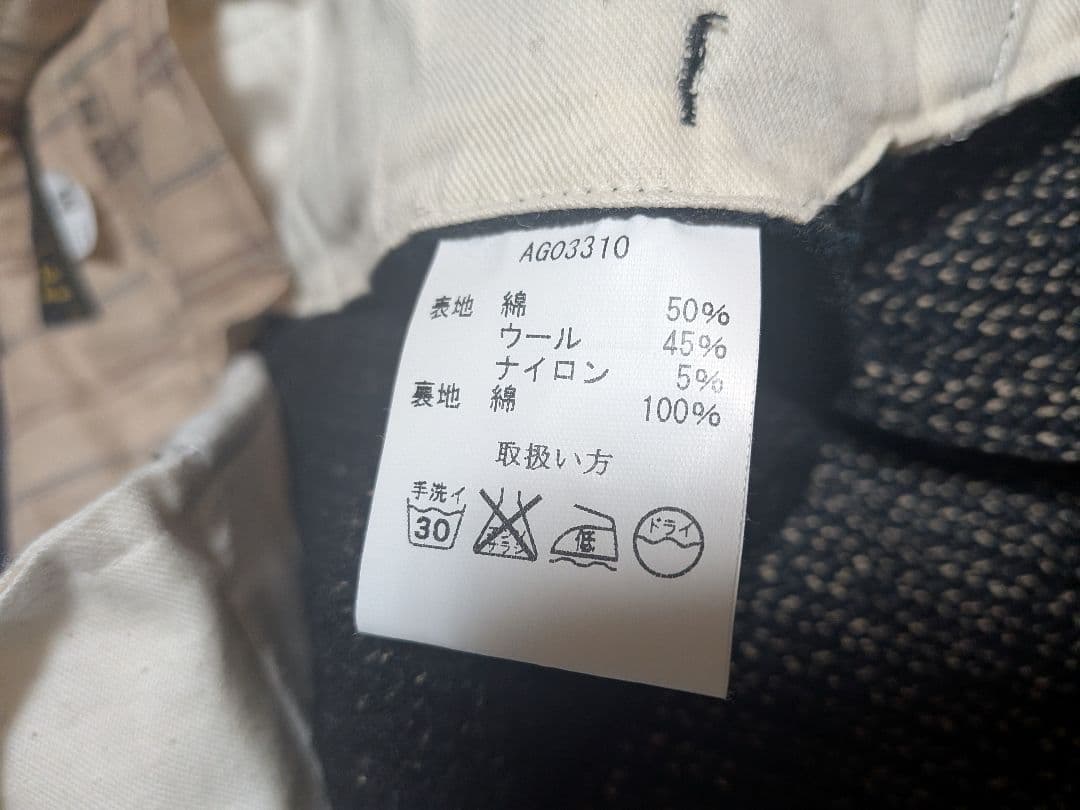 AG03310
表地 綿 50%
ウール 45%
ナイロン 5%
裏地 綿 100%
取扱い方
手洗イ
30
低
ドライ